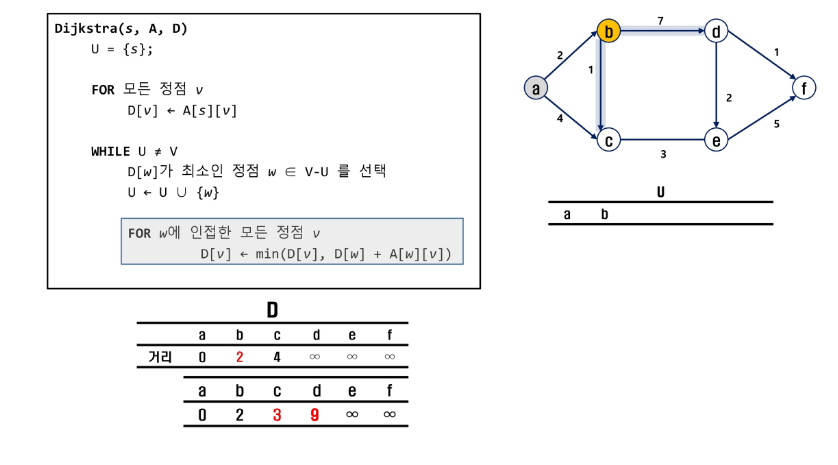 Dijkstra(s, A, D)
U = {s};
FOR 모든 정점 v
D[v] ← A[s][v]
WHILE U ≠ V
D[w]가 최소인 정점 w ∈ V-U 를 선택
U ← U ∪ {w}
FOR w에 인접한 모든 정점 v
D[v] ← min(D[v], D[w] + A[w][v])
b 7 d
2 1 1
a 2 f
4 5
c 3 e
U
a b
D
a b c d e f
거리 0 2 4 ∞ ∞ ∞
a b c d e f
0 2 3 9 ∞ ∞